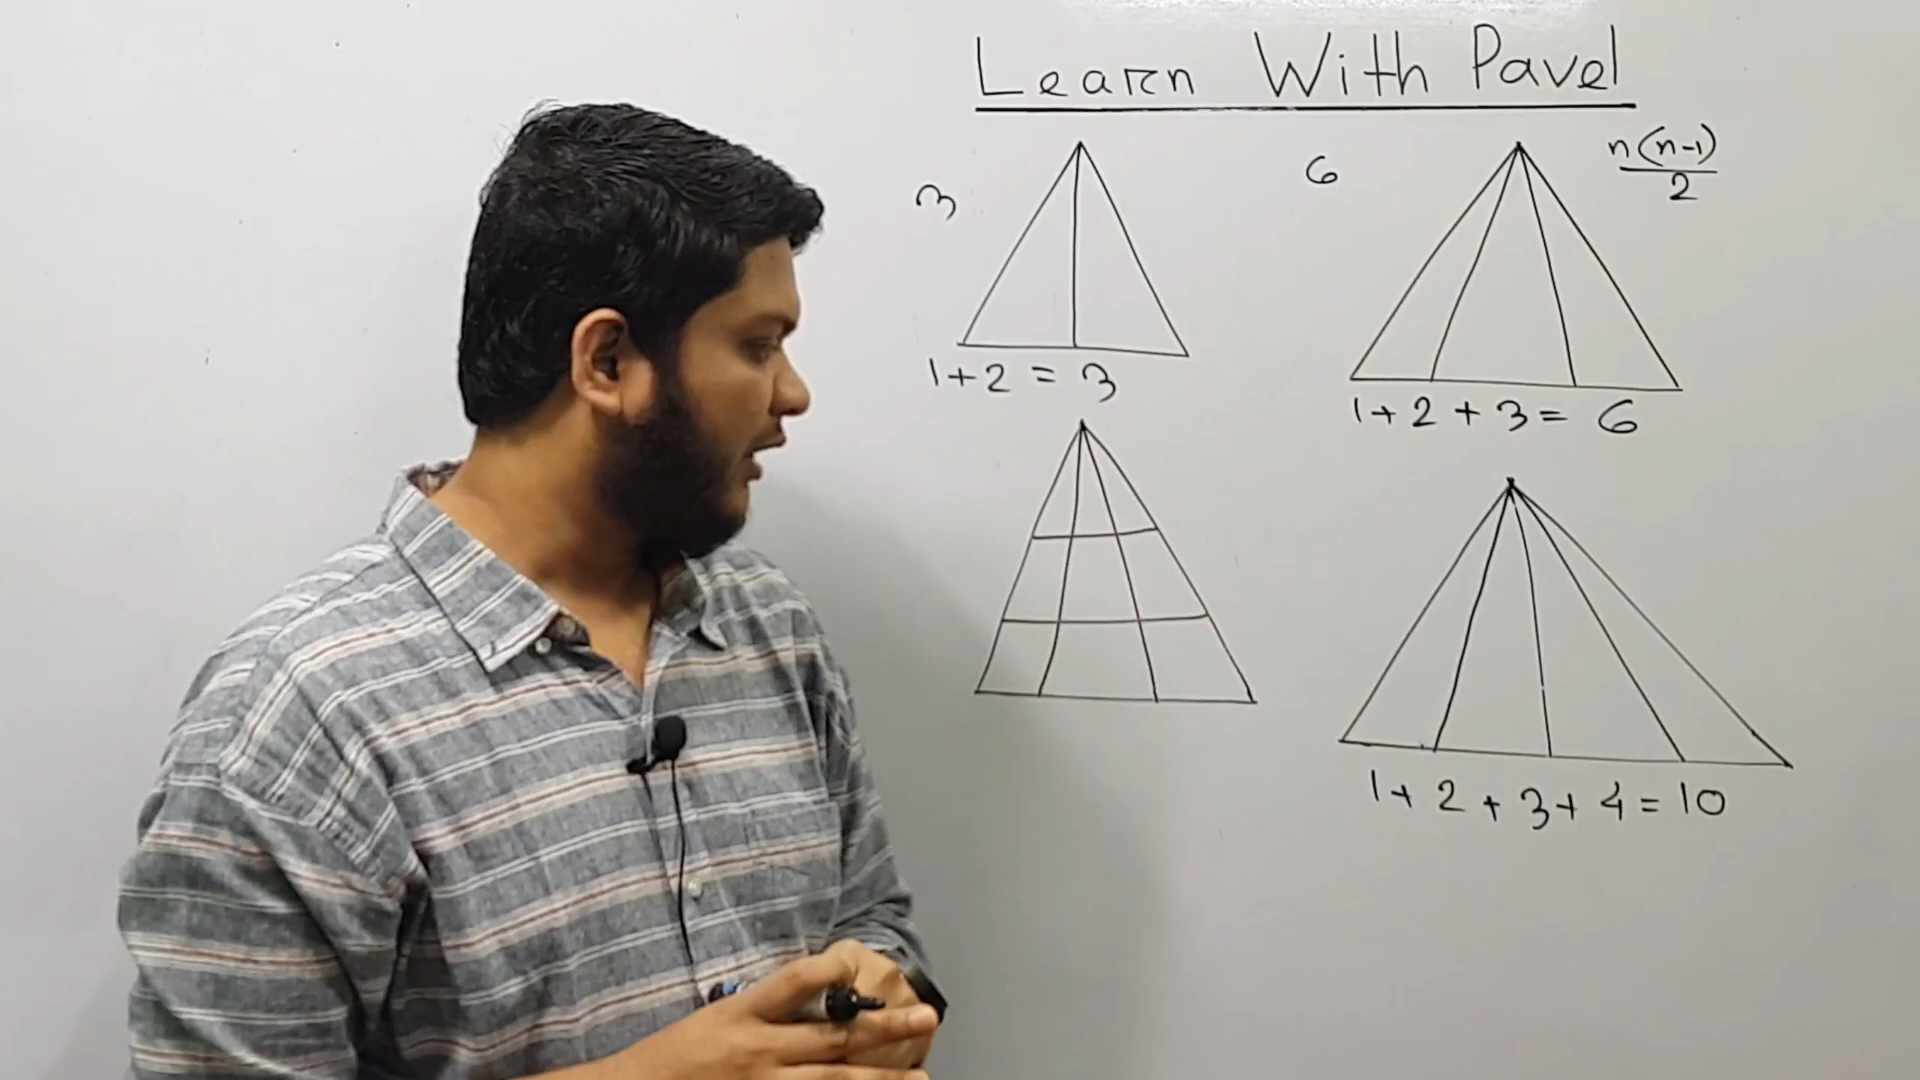 Learn With Pavel
3
1+2 = 3
6
n(n-1)/2
1+2+3= 6
1+2+3+4=10